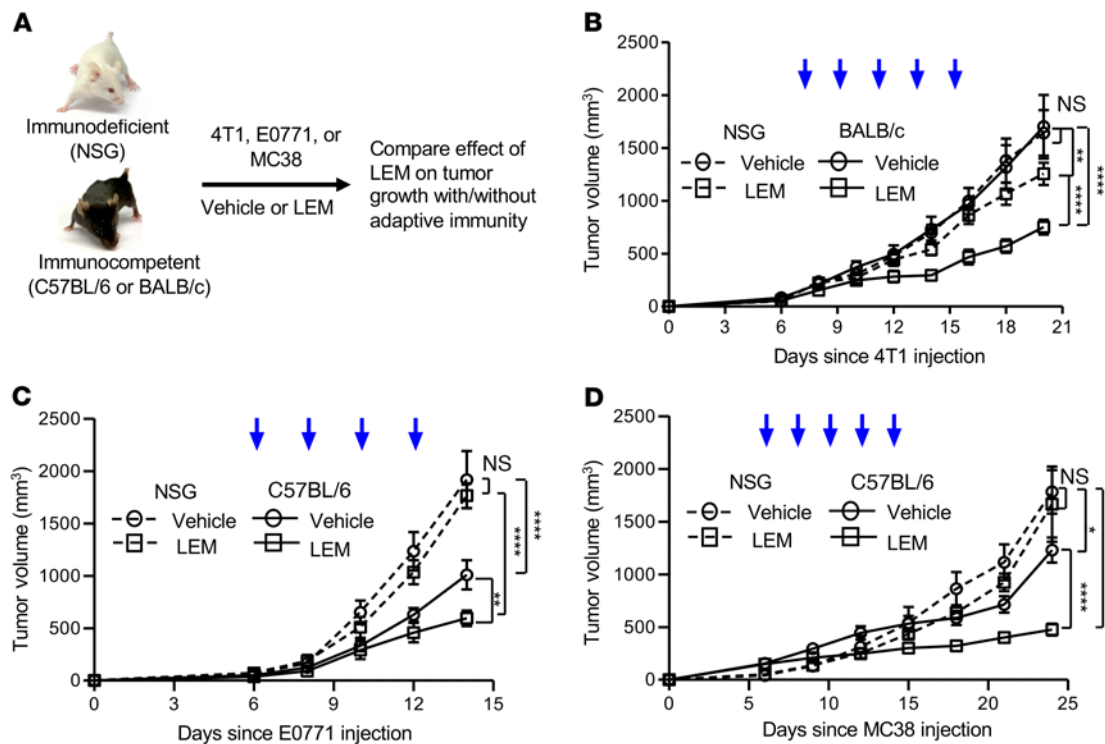 A
Immunodeficient
(NSG)
Immunocompetent
(C57BL/6 or BALB/c)
4T1, E0771, or
MC38
Vehicle or LEM
Compare effect of
LEM on tumor
growth with/without
adaptive immunity
B
Tumor volume (mm³)
2500
2000
1500
1000
500
0
NSG BALB/c
Vehicle Vehicle
LEM LEM
NS
**
****
****
0 3 6 9 12 15 18 21
Days since 4T1 injection
C
Tumor volume (mm³)
2500
2000
1500
1000
500
0
NSG C57BL/6
Vehicle Vehicle
LEM LEM
NS
****
****
**
0 3 6 9 12 15
Days since E0771 injection
D
Tumor volume (mm³)
2500
2000
1500
1000
500
0
NSG C57BL/6
Vehicle Vehicle
LEM LEM
NS
*
****
0 5 10 15 20 25
Days since MC38 injection